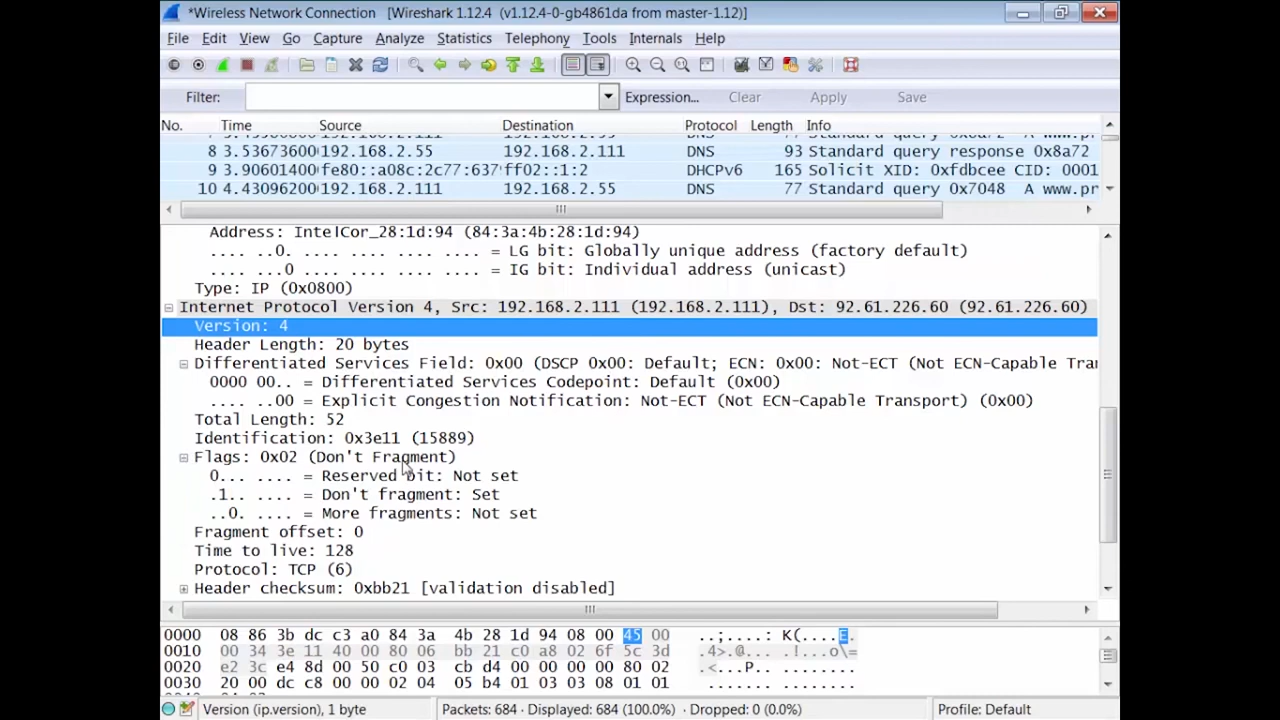 *Wireless Network Connection [Wireshark 1.12.4 (v1.12.4-0-gb4861da from master-1.12)]
File Edit View Go Capture Analyze Statistics Telephony Tools Internals Help
Filter: Expression... Clear Apply Save
No. Time Source Destination Protocol Length Info
8 3.53673600 192.168.2.55 192.168.2.111 DNS 93 Standard query response 0x8a72
9 3.90601400 fe80::a08c:2c77:637 ff02::1:2 DHCPv6 165 Solicit XID: 0xfdbcee CID: 0001
10 4.43096200 192.168.2.111 192.168.2.55 DNS 77 Standard query 0x7048 A www.pr
Address: IntelCor_28:1d:94 (84:3a:4b:28:1d:94)
.... ..0. .... .... .... .... = LG bit: Globally unique address (factory default)
.... ...0 .... .... .... .... = IG bit: Individual address (unicast)
Type: IP (0x0800)
Internet Protocol Version 4, Src: 192.168.2.111 (192.168.2.111), Dst: 92.61.226.60 (92.61.226.60)
Version: 4
Header Length: 20 bytes
Differentiated Services Field: 0x00 (DSCP 0x00: Default; ECN: 0x00: Not-ECT (Not ECN-Capable Tra
0000 00.. = Differentiated Services Codepoint: Default (0x00)
.... ..00 = Explicit Congestion Notification: Not-ECT (Not ECN-Capable Transport) (0x00)
Total Length: 52
Identification: 0x3e11 (15889)
Flags: 0x02 (Don't Fragment)
0... .... = Reserved bit: Not set
.1.. .... = Don't fragment: Set
..0. .... = More fragments: Not set
Fragment offset: 0
Time to live: 128
Protocol: TCP (6)
Header checksum: 0xbb21 [validation disabled]
0000 08 86 3b dc c3 a0 84 3a 4b 28 1d 94 08 00 45 00 ..;....: K(....E.
0010 00 34 3e 11 40 00 80 06 bb 21 c0 a8 02 6f 5c 3d .4>.@... .!...o\=
0020 e2 3c e4 8d 00 50 c0 03 cb d4 00 00 00 00 80 02 .<...P.. ........
0030 20 00 dc c8 00 00 02 04 05 b4 01 03 03 08 01 01 ........ ........
Version (ip.version), 1 byte Packets: 684 · Displayed: 684 (100.0%) · Dropped: 0 (0.0%) Profile: Default